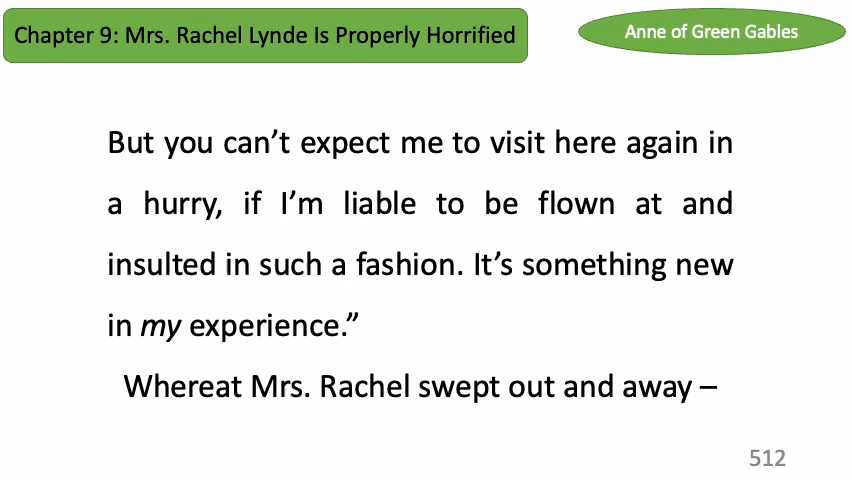 Chapter 9: Mrs. Rachel Lynde Is Properly Horrified
Anne of Green Gables
But you can’t expect me to visit here again in
a hurry, if I’m liable to be flown at and
insulted in such a fashion. It’s something new
in my experience.”
Whereat Mrs. Rachel swept out and away –
512